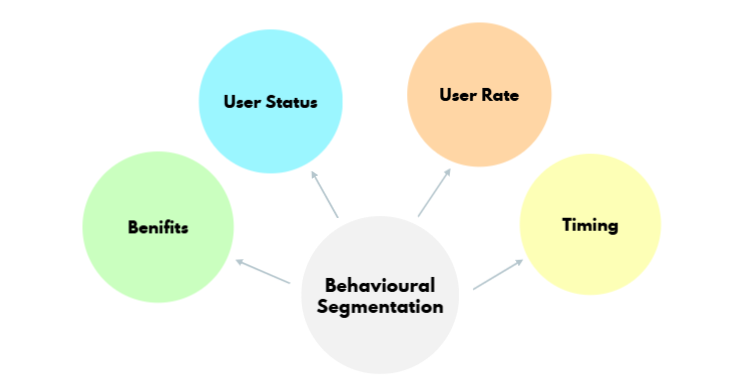 User Status
User Rate
Benifits
Timing
Behavioural
Segmentation